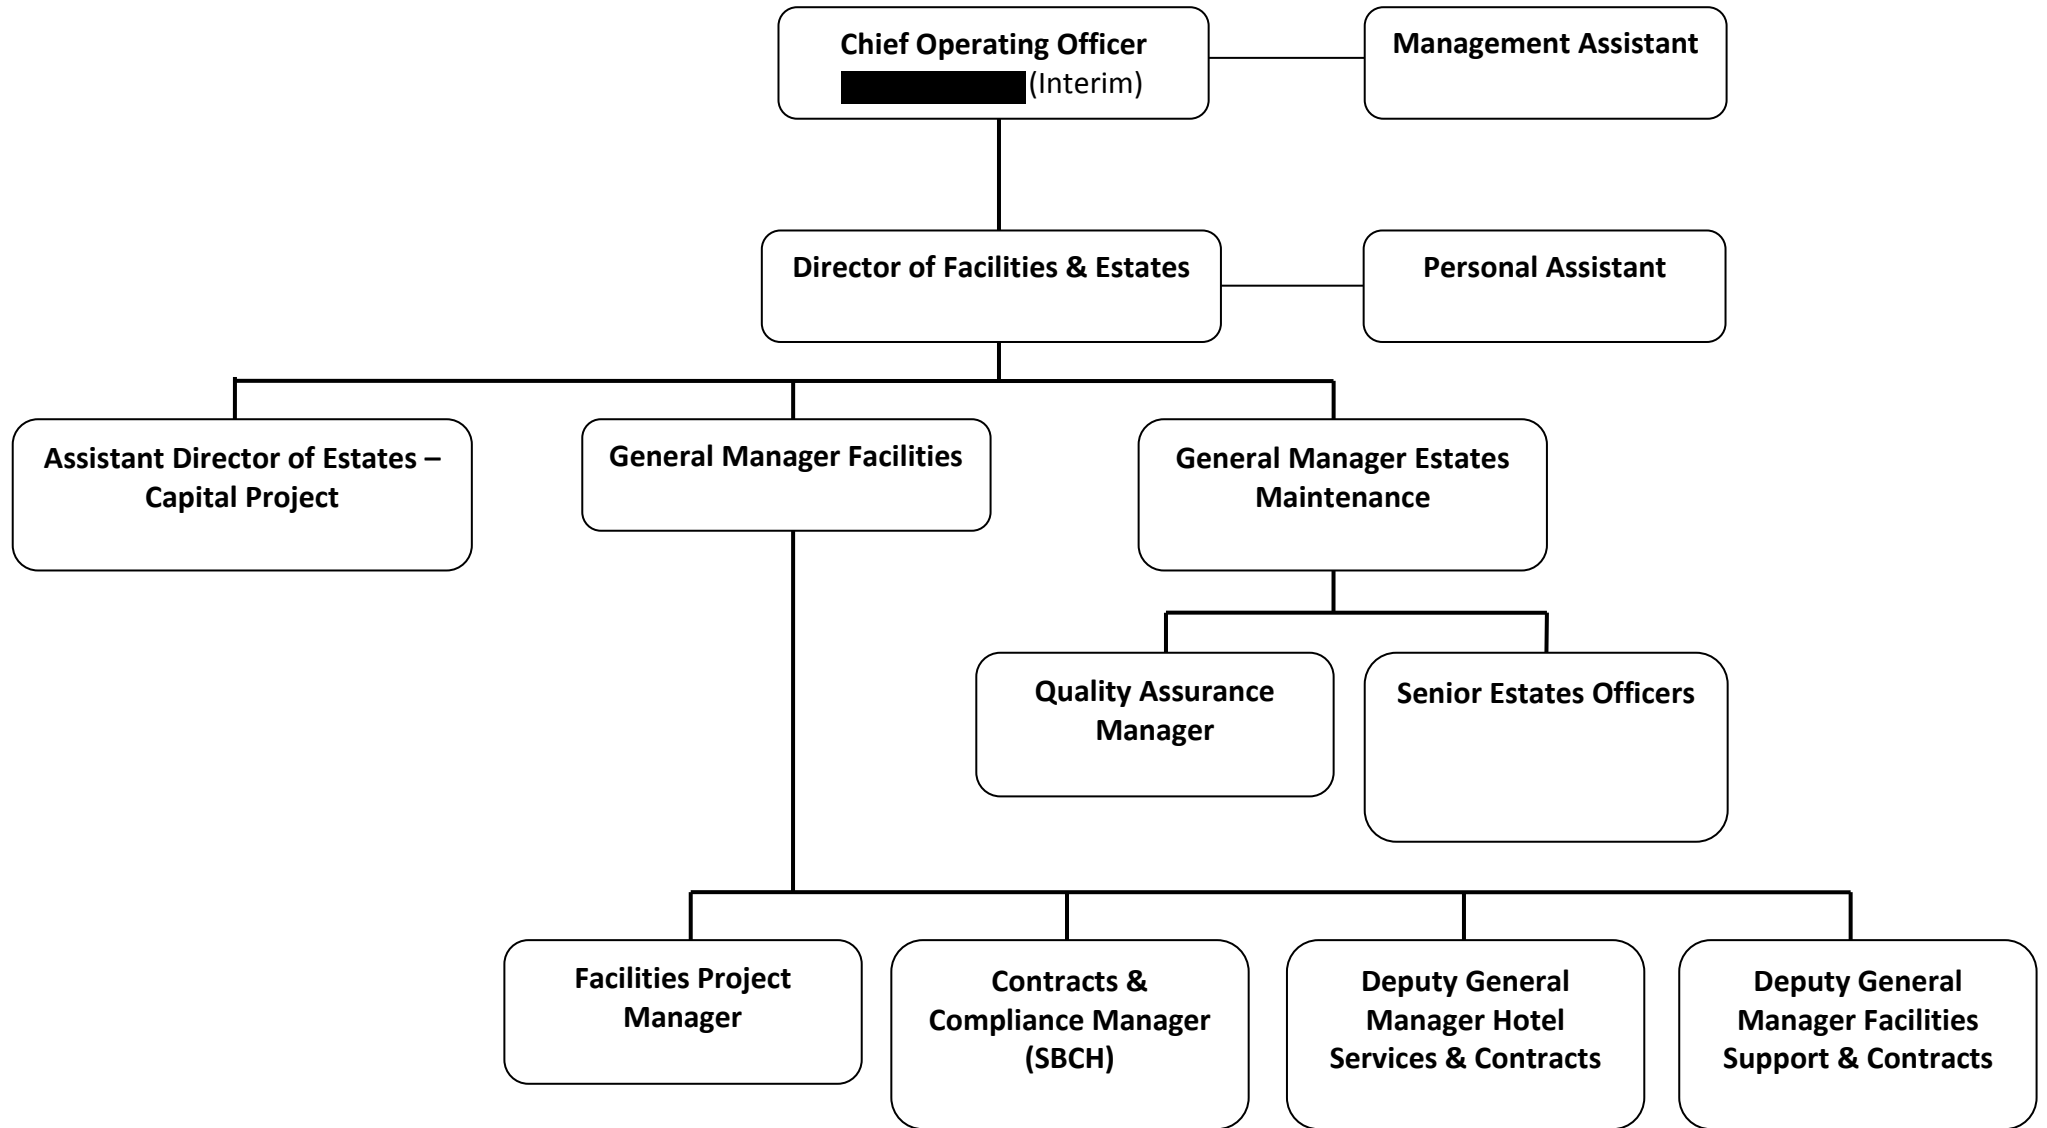 Chief Operating Officer
(Interim)
Management Assistant
Director of Facilities & Estates
Personal Assistant
Assistant Director of Estates –
Capital Project
General Manager Facilities
General Manager Estates
Maintenance
Quality Assurance
Manager
Senior Estates Officers
Facilities Project
Manager
Contracts &
Compliance Manager
(SBCH)
Deputy General
Manager Hotel
Services & Contracts
Deputy General
Manager Facilities
Support & Contracts